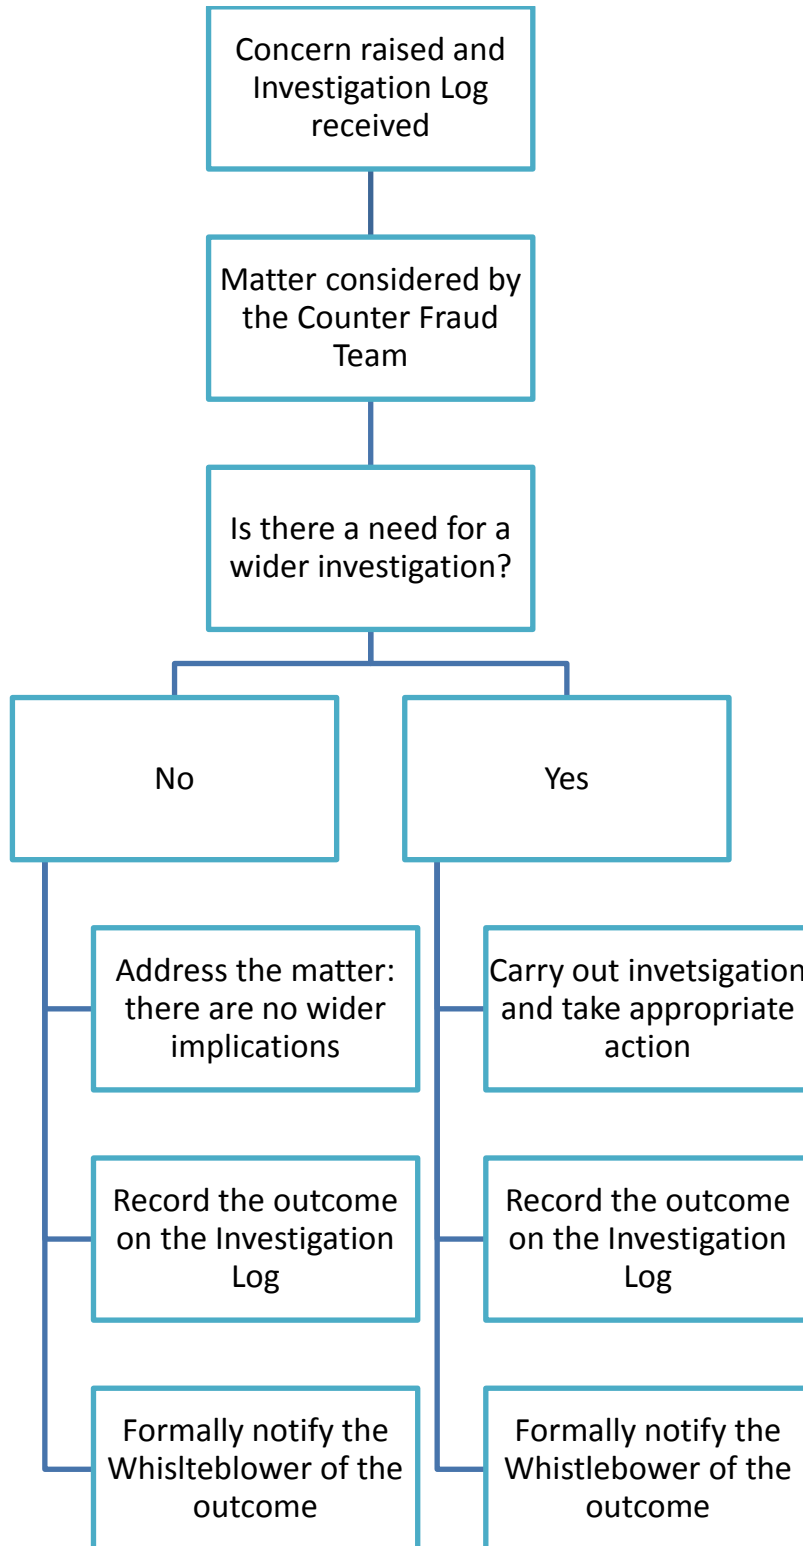 Concern raised and
Investigation Log
received
Matter considered by
the Counter Fraud
Team
Is there a need for a
wider investigation?
No
Yes
Address the matter:
there are no wider
implications
Carry out invetsigation
and take appropriate
action
Record the outcome
on the Investigation
Log
Record the outcome
on the Investigation
Log
Formally notify the
Whislteblower of the
outcome
Formally notify the
Whistlebower of the
outcome